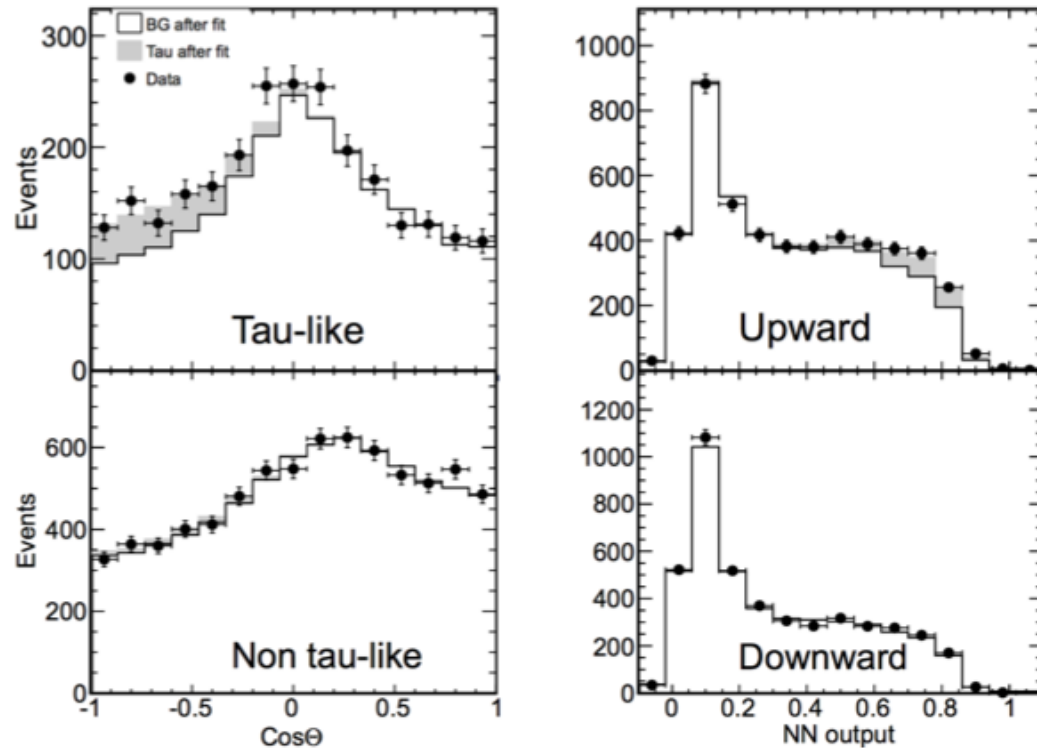 300
BG after fit
Tau after fit
Data
Events
200
100
0
Tau-like
600
Events
400
200
0
Non tau-like
-1
-0.5
0
0.5
1
CosΘ
1000
800
600
400
200
0
Upward
1200
1000
800
600
400
200
0
Downward
0
0.2
0.4
0.6
0.8
1
NN output